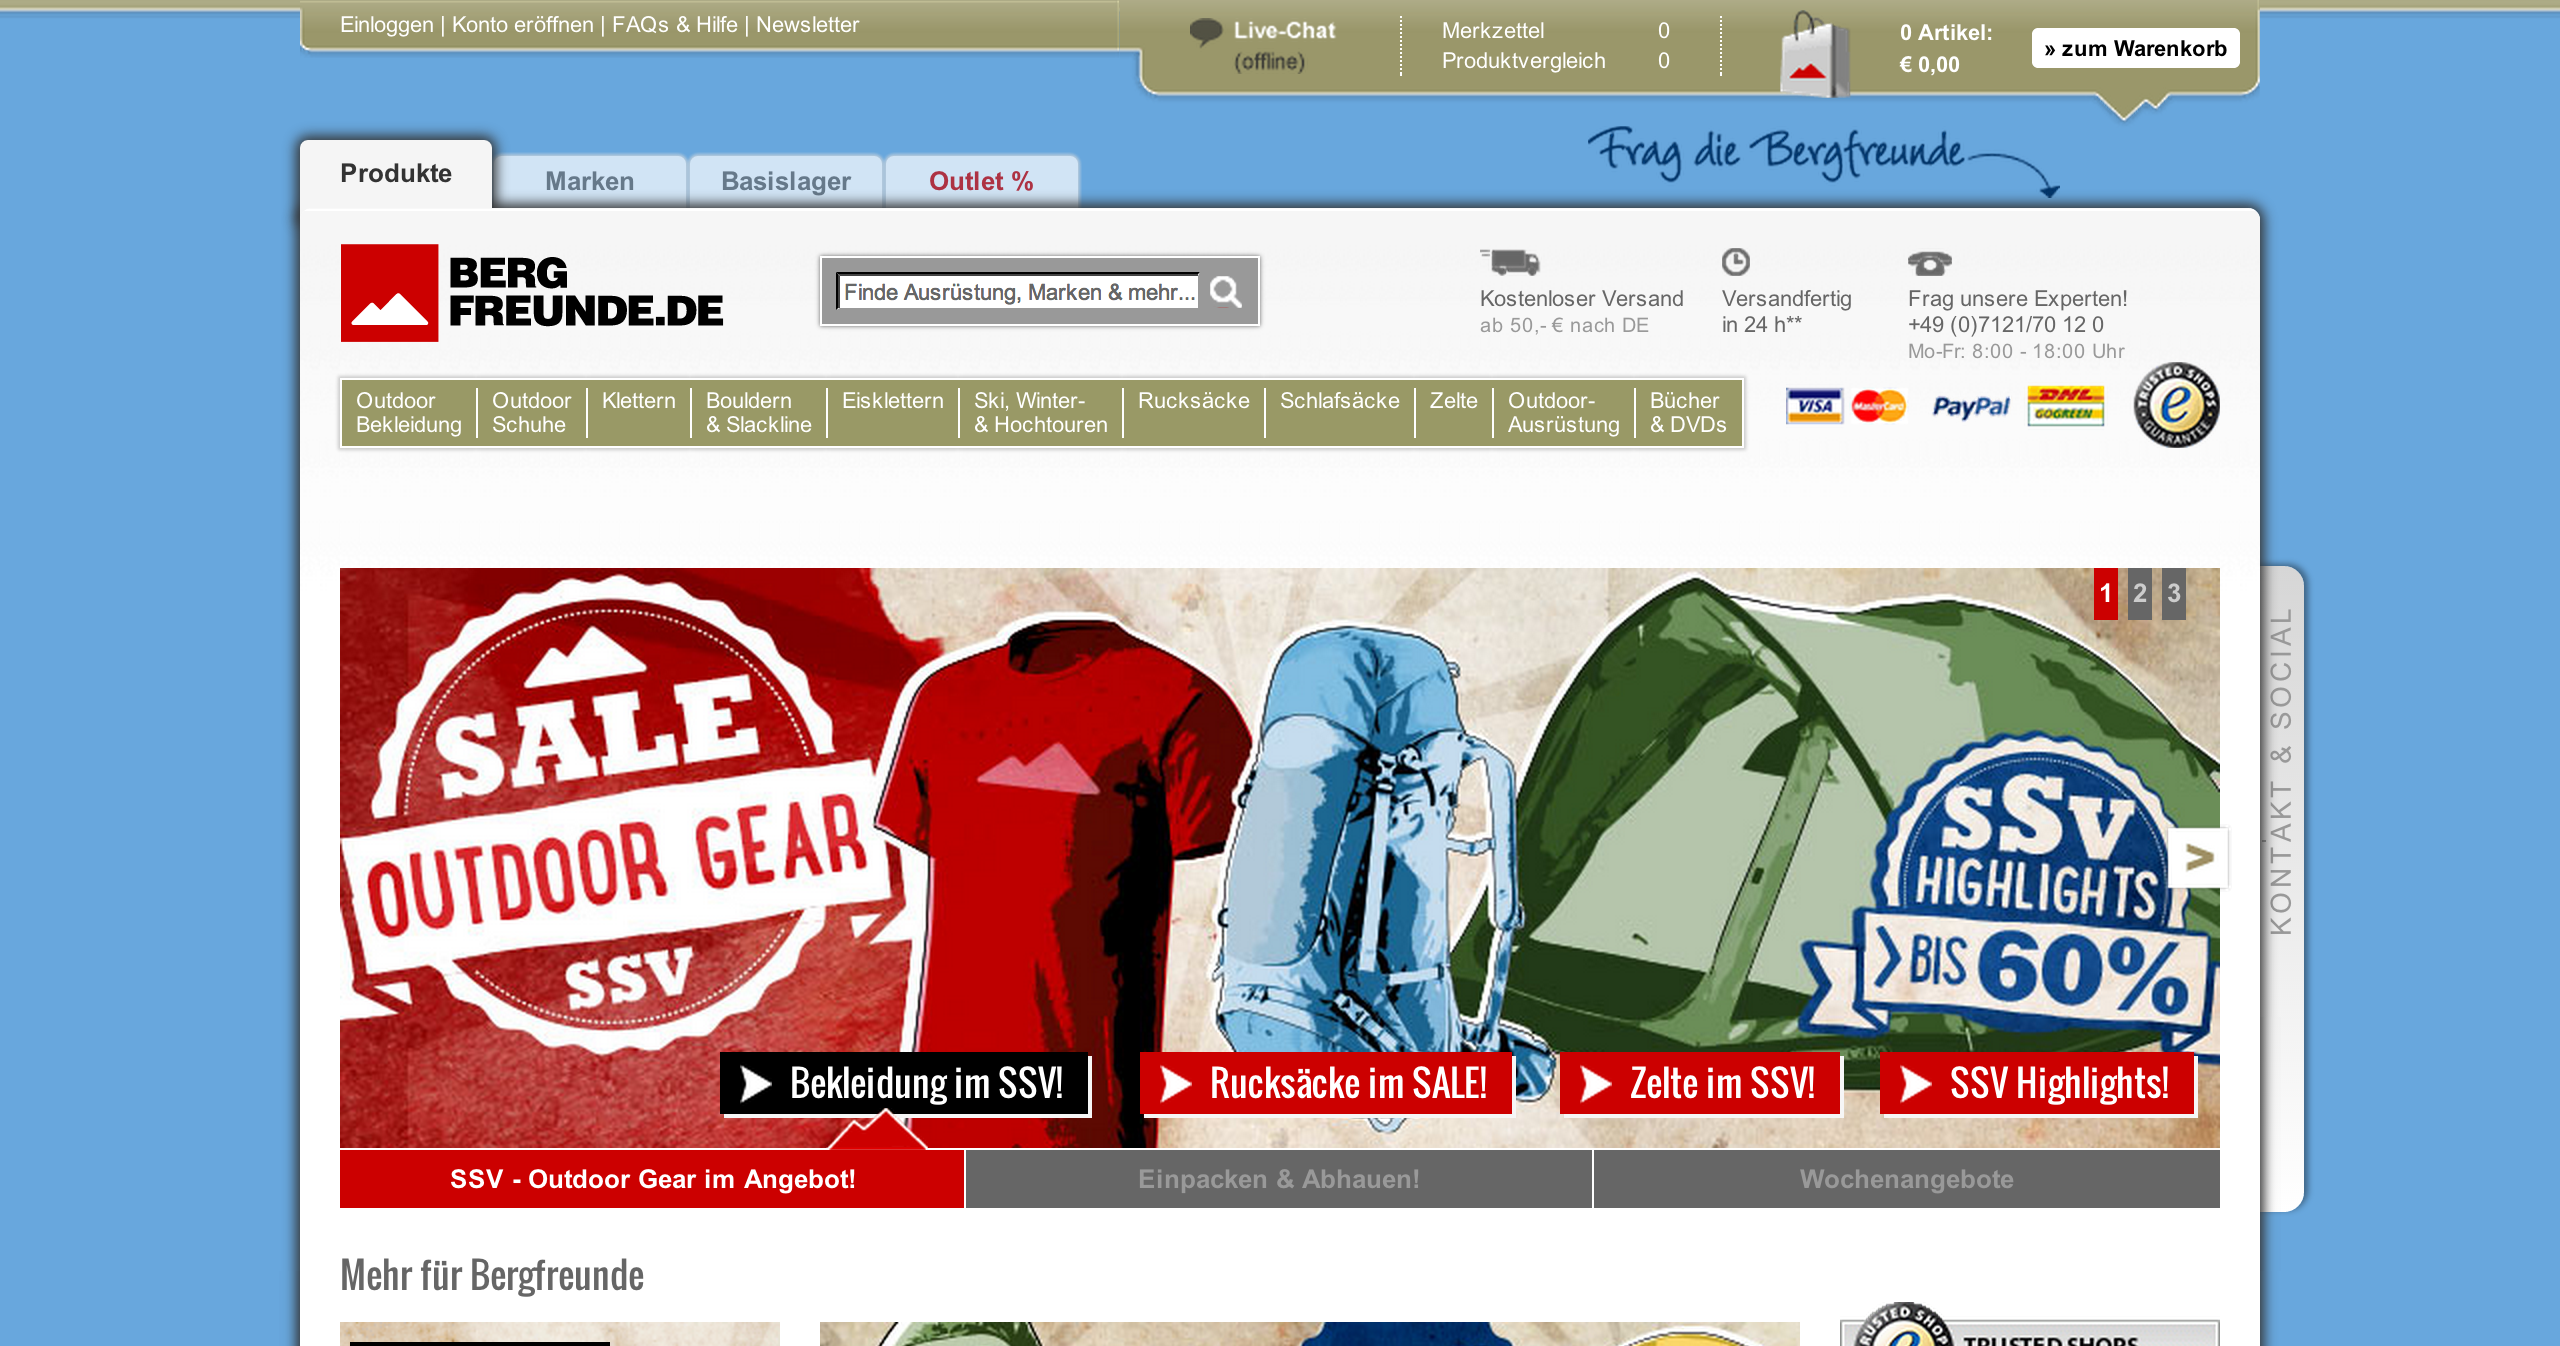 Einloggen | Konto eröffnen | FAQs & Hilfe | Newsletter
Live-Chat
(offline)
Merkzettel 0
Produktvergleich 0
0 Artikel:
€ 0,00
» zum Warenkorb
Frag die Bergfreunde
Produkte
Marken
Basislager
Outlet %
BERG
FREUNDE.DE
Finde Ausrüstung, Marken & mehr...
Kostenloser Versand
ab 50,- € nach DE
Versandfertig
in 24 h**
Frag unsere Experten!
+49 (0)7121/70 12 0
Mo-Fr: 8:00 - 18:00 Uhr
Outdoor
Bekleidung
Outdoor
Schuhe
Klettern
Bouldern
& Slackline
Eisklettern
Ski, Winter-
& Hochtouren
Rucksäcke
Schlafsäcke
Zelte
Outdoor-
Ausrüstung
Bücher
& DVDs
VISA
MasterCard
PayPal
DHL
GOGREEN
TRUSTED SHOPS
e
GUARANTEE
1 2 3
SALE
OUTDOOR GEAR
SSV
SSV
HIGHLIGHTS
BIS 60%
>
KONTAKT & SOCIAL
Bekleidung im SSV!
Rucksäcke im SALE!
Zelte im SSV!
SSV Highlights!
SSV - Outdoor Gear im Angebot!
Einpacken & Abhauen!
Wochenangebote
Mehr für Bergfreunde
TRUSTED SHOPS
TRUSTED SHOPS